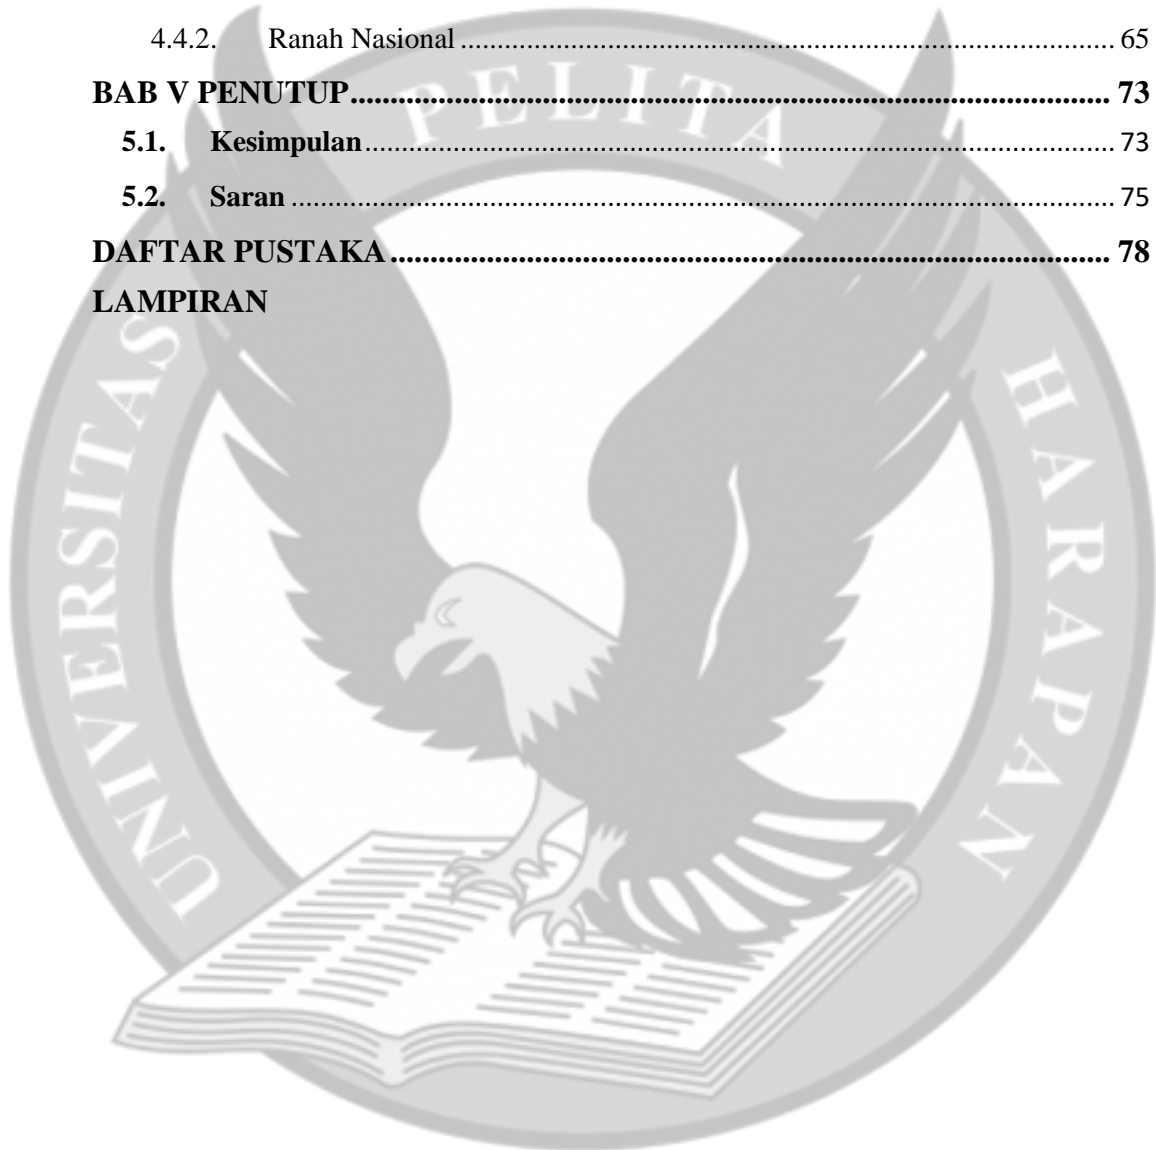 4.4.2. Ranah Nasional ........................................................................................... 65
BAB V PENUTUP............................................................................................... 73
5.1. Kesimpulan........................................................................................................ 73
5.2. Saran ................................................................................................................. 75
DAFTAR PUSTAKA.......................................................................................... 78
LAMPIRAN
UNIVERSITAS PELITA HARAPAN